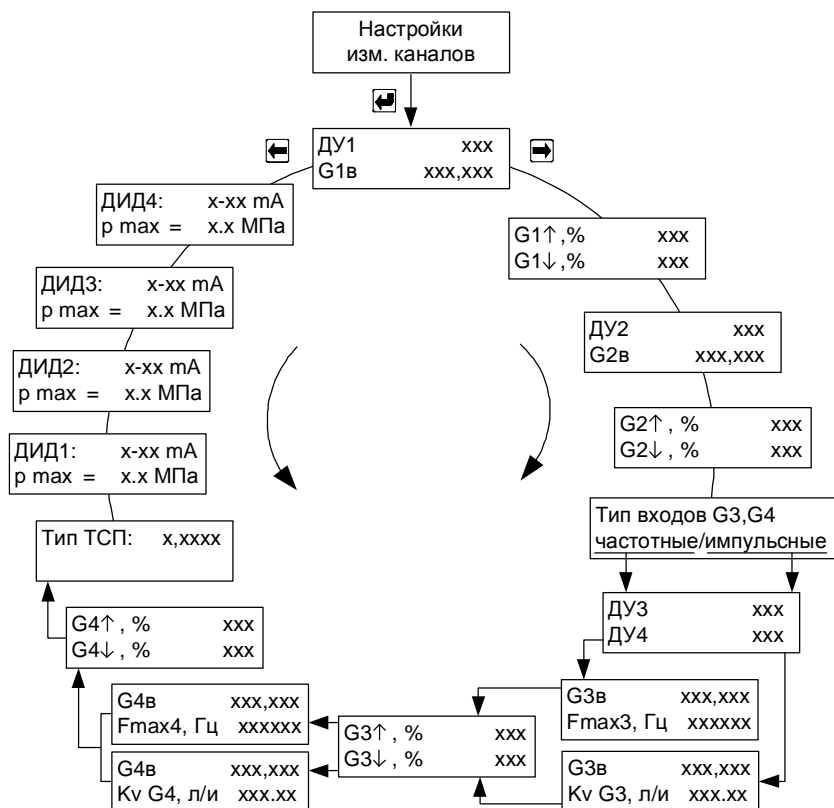 Настройки
изм. каналов
ДУ1 xxx
G1в xxx,xxx
G1↑,% xxx
G1↓,% xxx
ДУ2 xxx
G2в xxx,xxx
G2↑, % xxx
G2↓, % xxx
Тип входов G3,G4
частотные/импульсные
ДУ3 xxx
ДУ4 xxx
G3в xxx,xxx
Fmax3, Гц xxxxxx
G3в xxx,xxx
Kv G3, л/и xxx.xx
G3↑, % xxx
G3↓, % xxx
G4в xxx,xxx
Fmax4, Гц xxxxxx
G4в xxx,xxx
Kv G4, л/и xxx.xx
G4↑, % xxx
G4↓, % xxx
Тип ТСП: x,xxxx
ДИД1: x-xx mA
p max = x.x МПа
ДИД2: x-xx mA
p max = x.x МПа
ДИД3: x-xx mA
p max = x.x МПа
ДИД4: x-xx mA
p max = x.x МПа